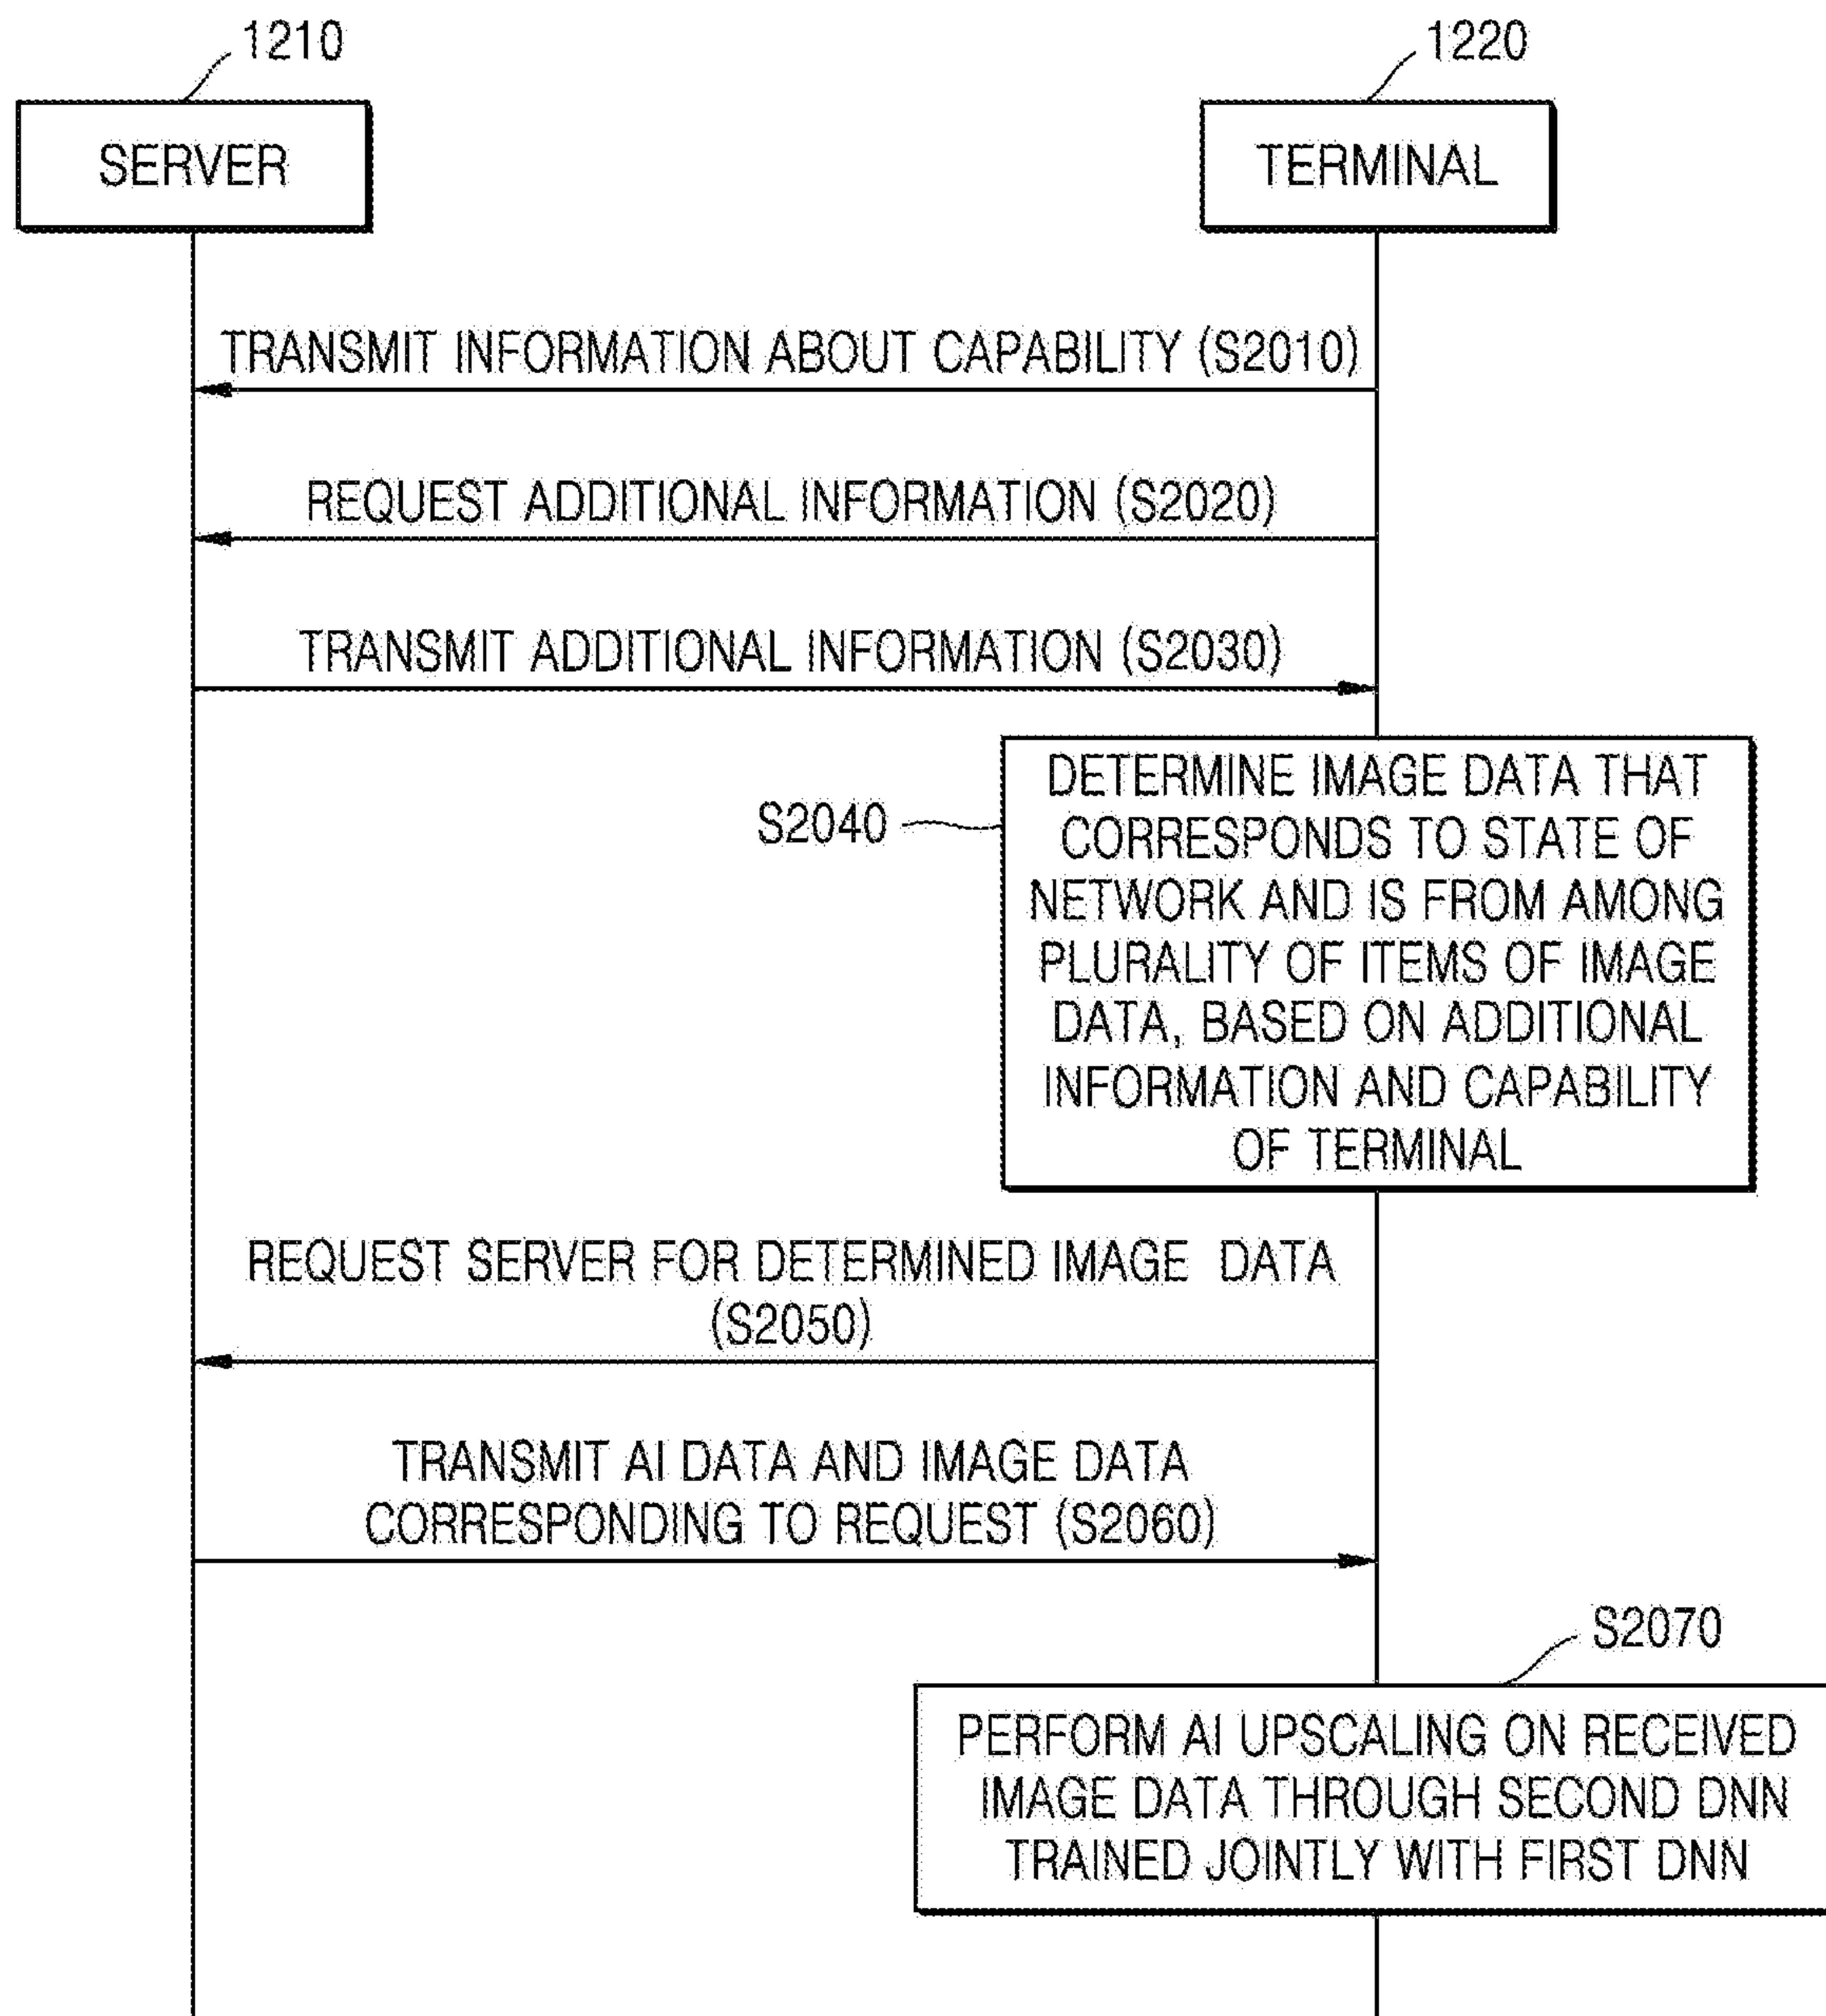 1210
1220
SERVER
TERMINAL
TRANSMIT INFORMATION ABOUT CAPABILITY (S2010)
REQUEST ADDITIONAL INFORMATION (S2020)
TRANSMIT ADDITIONAL INFORMATION (S2030)
S2040
DETERMINE IMAGE DATA THAT
CORRESPONDS TO STATE OF
NETWORK AND IS FROM AMONG
PLURALITY OF ITEMS OF IMAGE
DATA, BASED ON ADDITIONAL
INFORMATION AND CAPABILITY
OF TERMINAL
REQUEST SERVER FOR DETERMINED IMAGE DATA
(S2050)
TRANSMIT AI DATA AND IMAGE DATA
CORRESPONDING TO REQUEST (S2060)
S2070
PERFORM AI UPSCALING ON RECEIVED
IMAGE DATA THROUGH SECOND DNN
TRAINED JOINTLY WITH FIRST DNN